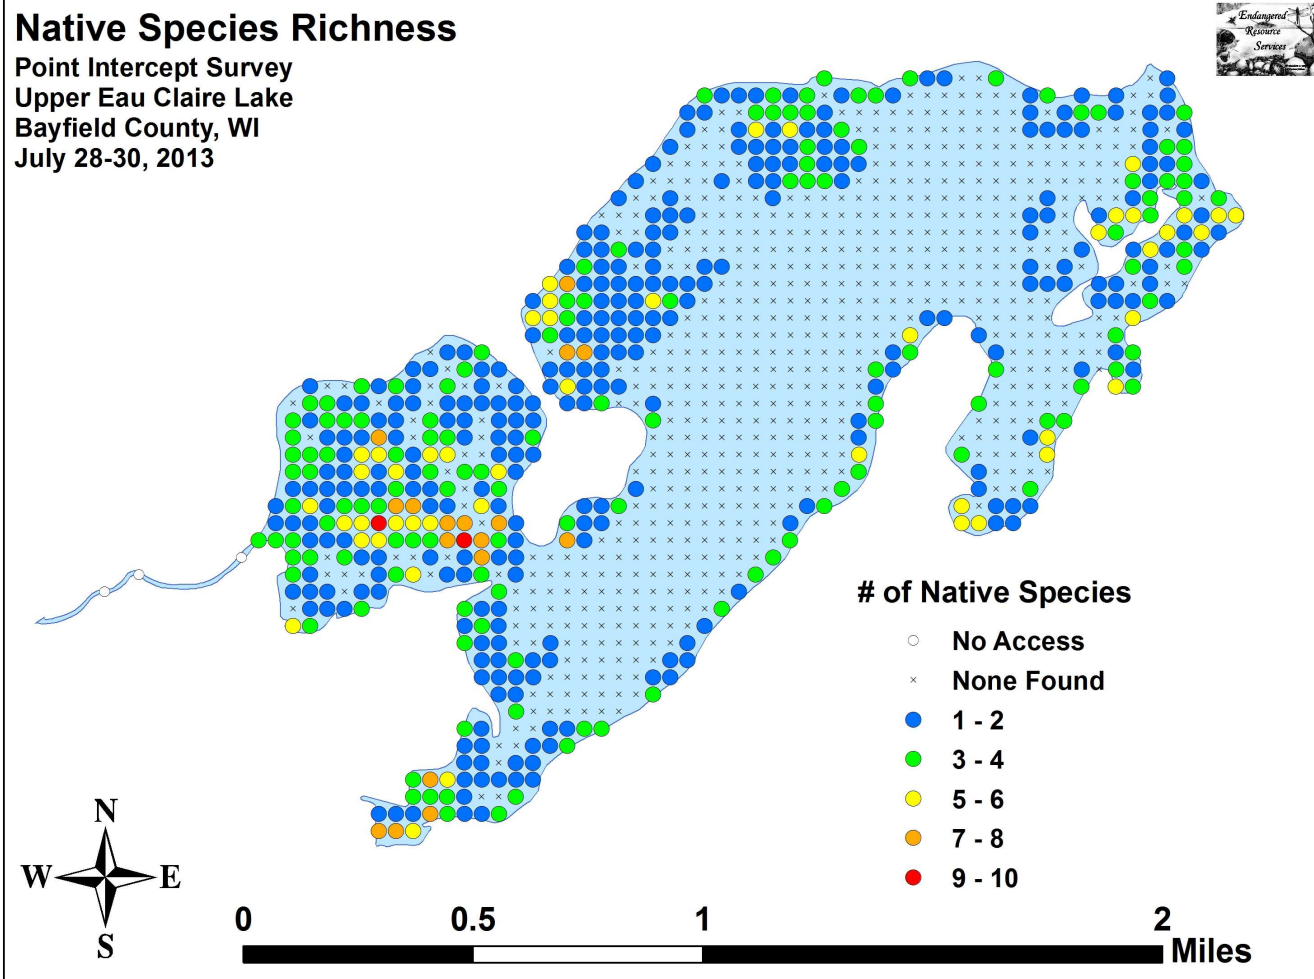 Native Species Richness
Point Intercept Survey
Upper Eau Claire Lake
Bayfield County, WI
July 28-30, 2013
Endangered
Resource
Services
# of Native Species
No Access
None Found
1 - 2
3 - 4
5 - 6
7 - 8
9 - 10
N
W E
S
0 0.5 1 2
Miles